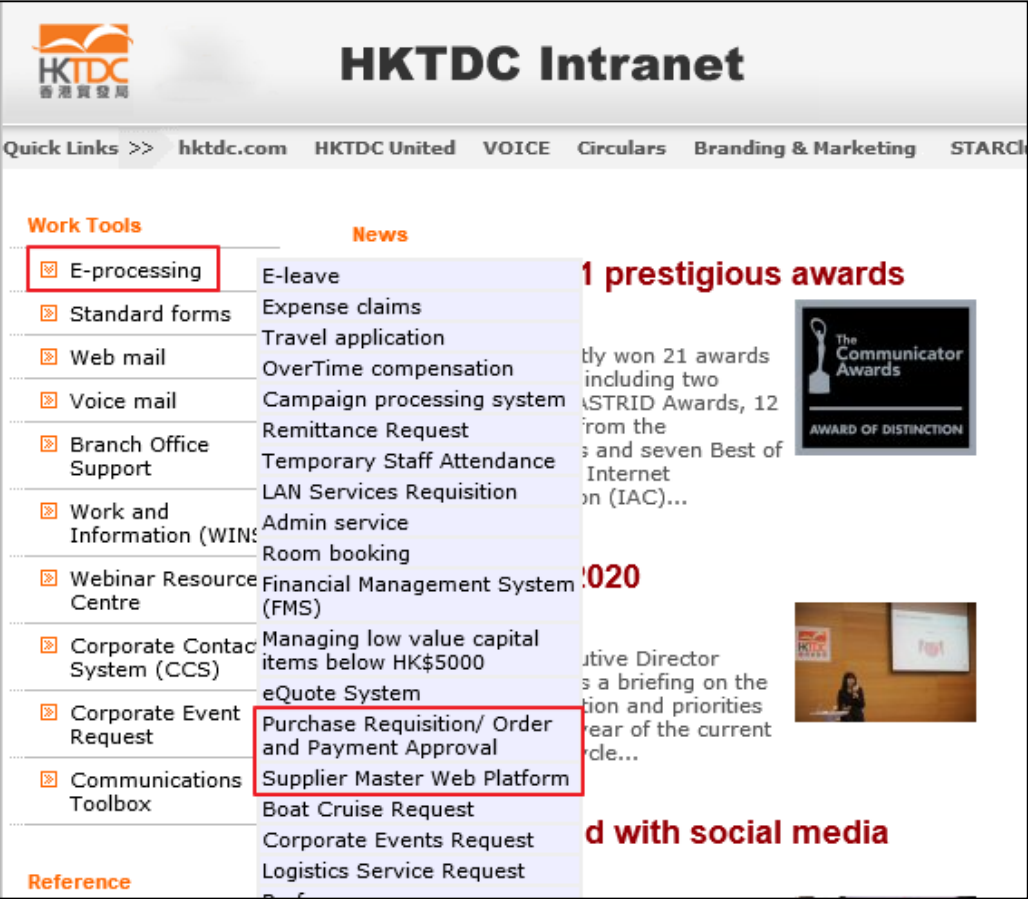 HKTDC
香港貿發局
HKTDC Intranet
Quick Links >> hktdc.com HKTDC United VOICE Circulars Branding & Marketing STARCl
Work Tools
E-processing
Standard forms
Web mail
Voice mail
Branch Office
Support
Work and
Information (WINS
Webinar Resource
Centre
Corporate Contac
System (CCS)
Corporate Event
Request
Communications
Toolbox
Reference
E-leave
Expense claims
Travel application
OverTime compensation
Campaign processing system
Remittance Request
Temporary Staff Attendance
LAN Services Requisition
Admin service
Room booking
Financial Management System
(FMS)
Managing low value capital
items below HK$5000
eQuote System
Purchase Requisition/ Order
and Payment Approval
Supplier Master Web Platform
Boat Cruise Request
Corporate Events Request
Logistics Service Request
News
1 prestigious awards
tly won 21 awards
including two
ASTRID Awards, 12
from the
s and seven Best of
Internet
on (IAC)...
The
Communicator
Awards
AWARD OF DISTINCTION
2020
utive Director
s a briefing on the
tion and priorities
year of the current
cle...
HKTDC
d with social media